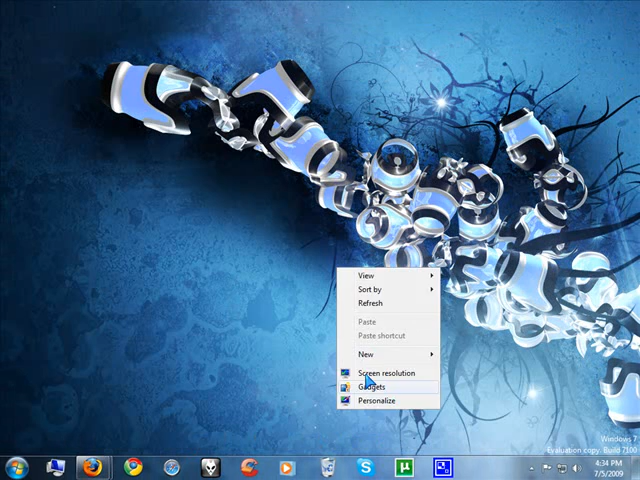 View
Sort by
Refresh
Paste
Paste shortcut
New
Screen resolution
Gadgets
Personalize
Windows 7
Evaluation copy. Build 7100
4:34 PM
7/5/2009